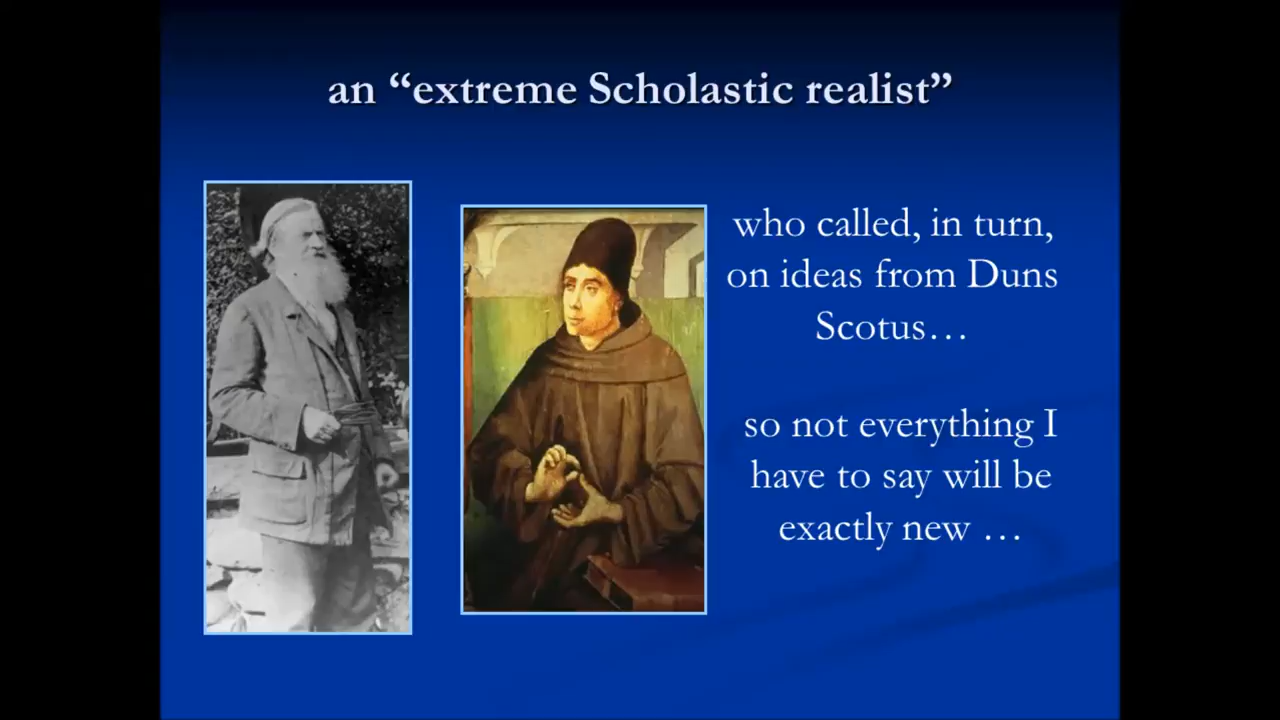 an “extreme Scholastic realist”
who called, in turn,
on ideas from Duns
Scotus…
so not everything I
have to say will be
exactly new …